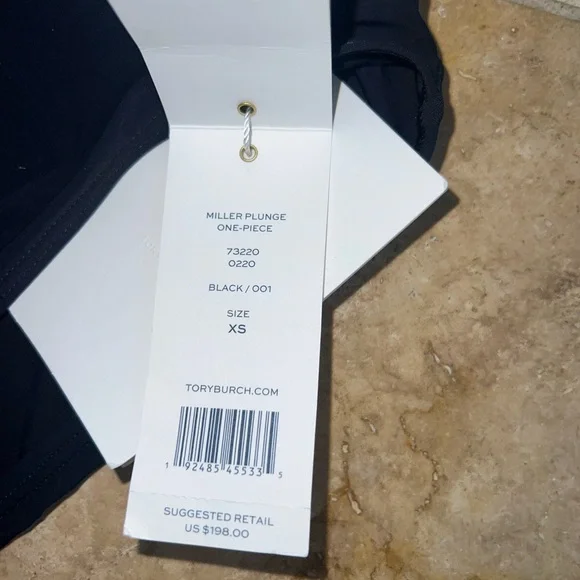 MILLER PLUNGE
ONE-PIECE
73220
0220
BLACK / 001
SIZE
XS
TORYBURCH.COM
1 92485 45533 5
SUGGESTED RETAIL
US $198.00